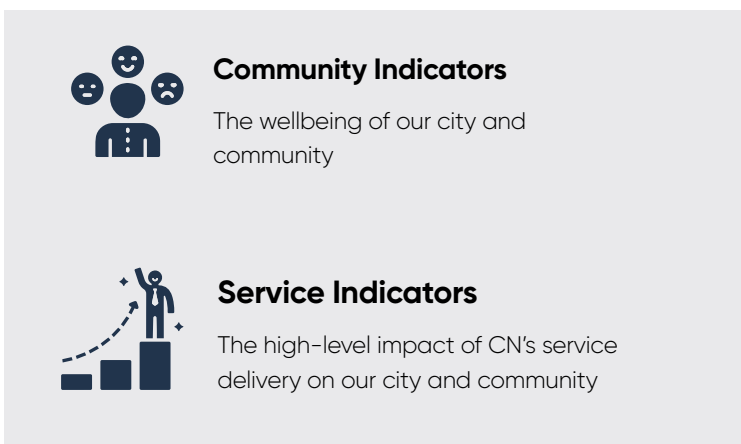 Community Indicators
The wellbeing of our city and
community
Service Indicators
The high-level impact of CN’s service
delivery on our city and community